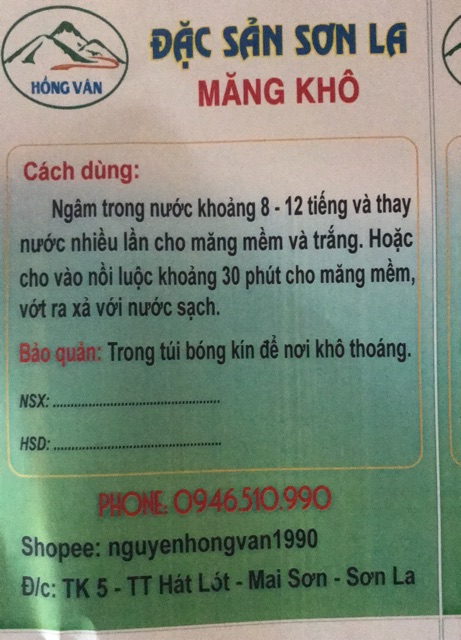 HỒNG VÂN
ĐẶC SẢN SƠN LA
MĂNG KHÔ
Cách dùng:
Ngâm trong nước khoảng 8 - 12 tiếng và thay
nước nhiều lần cho măng mềm và trắng. Hoặc
cho vào nồi luộc khoảng 30 phút cho măng mềm,
vớt ra xả với nước sạch.
Bảo quản: Trong túi bóng kín để nơi khô thoáng.
NSX: ........................................
HSD: ........................................
PHONE: 0946.510.990
Shopee: nguyenhongvan1990
Đ/c: TK 5 - TT Hát Lót - Mai Sơn - Sơn La